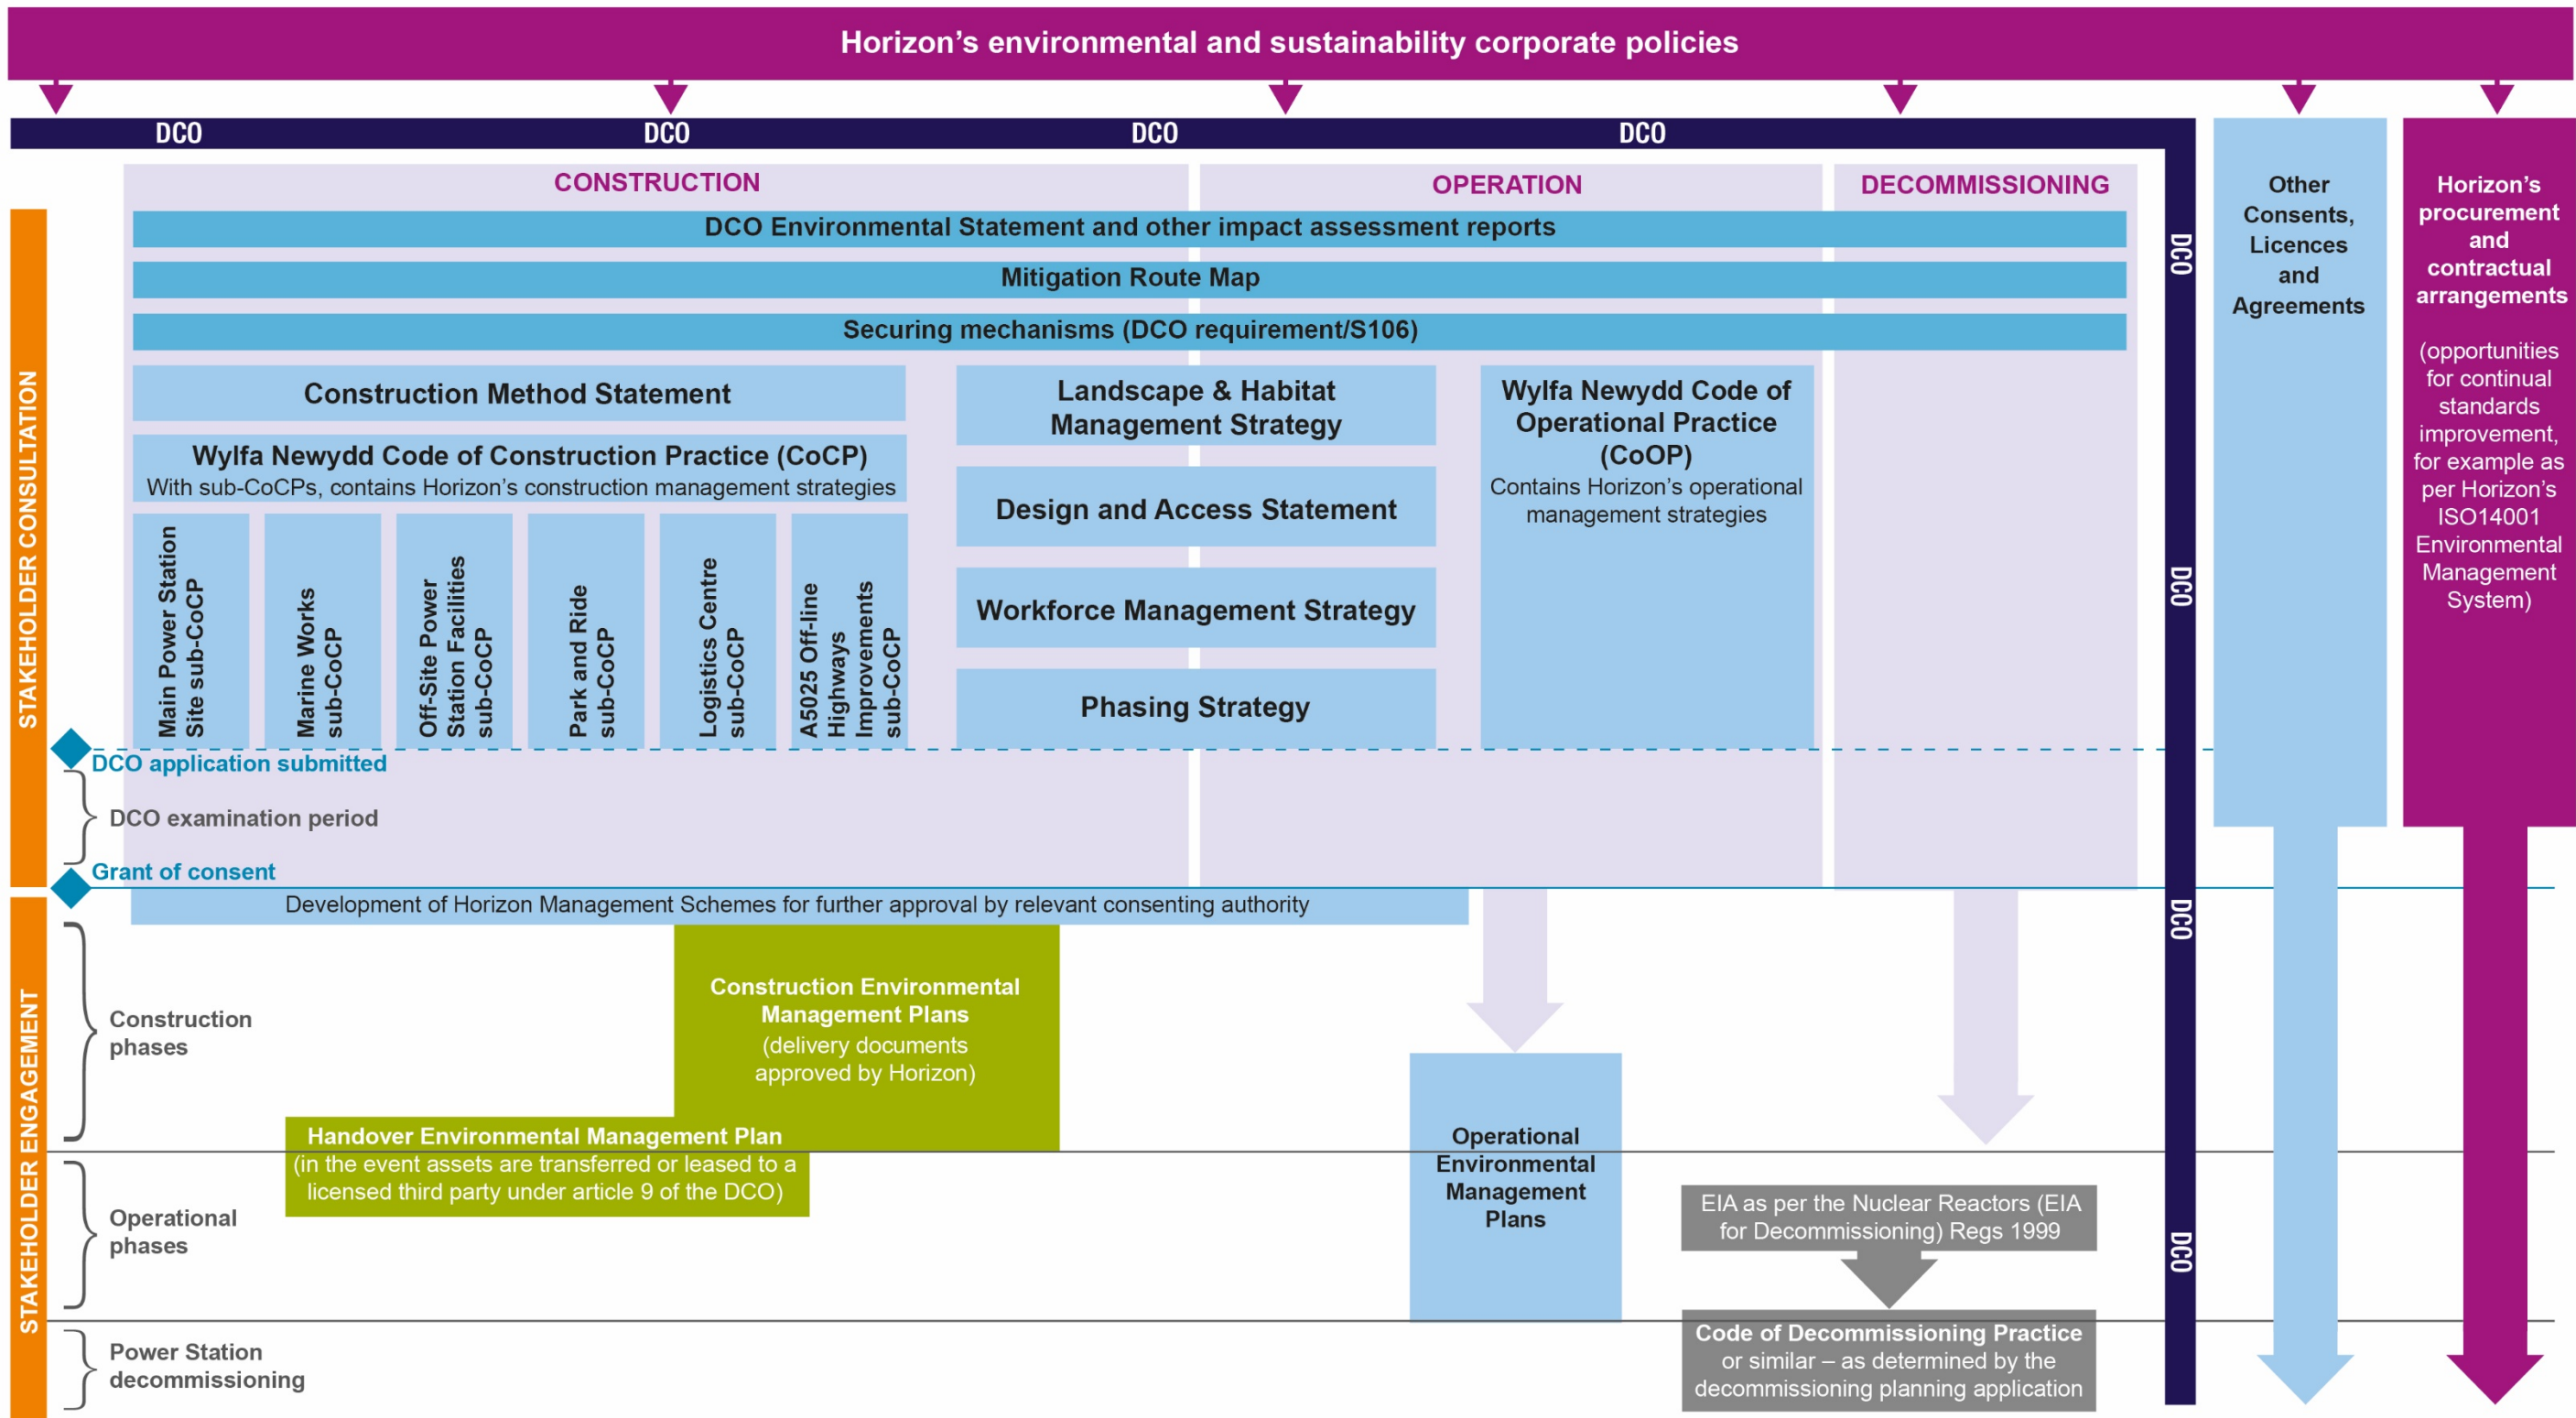 Horizon’s environmental and sustainability corporate policies
DCO
DCO
DCO
DCO
CONSTRUCTION
OPERATION
DECOMMISSIONING
DCO Environmental Statement and other impact assessment reports
Mitigation Route Map
Securing mechanisms (DCO requirement/S106)
Construction Method Statement
Wylfa Newydd Code of Construction Practice (CoCP)
With sub-CoCPs, contains Horizon’s construction management strategies
Main Power Station
Site sub-CoCP
Marine Works
sub-CoCP
Off-Site Power
Station Facilities
sub-CoCP
Park and Ride
sub-CoCP
Logistics Centre
sub-CoCP
A5025 Off-line
Highways
Improvements
sub-CoCP
Landscape & Habitat
Management Strategy
Design and Access Statement
Workforce Management Strategy
Phasing Strategy
Wylfa Newydd Code of
Operational Practice
(CoOP)
Contains Horizon’s operational
management strategies
DCO
DCO
DCO
DCO
Other
Consents,
Licences
and
Agreements
Horizon’s
procurement
and
contractual
arrangements
(opportunities
for continual
standards
improvement,
for example as
per Horizon’s
ISO14001
Environmental
Management
System)
STAKEHOLDER CONSULTATION
DCO application submitted
DCO examination period
Grant of consent
Development of Horizon Management Schemes for further approval by relevant consenting authority
STAKEHOLDER ENGAGEMENT
Construction
phases
Construction Environmental
Management Plans
(delivery documents
approved by Horizon)
Handover Environmental Management Plan
(in the event assets are transferred or leased to a
licensed third party under article 9 of the DCO)
Operational
phases
Operational
Environmental
Management
Plans
EIA as per the Nuclear Reactors (EIA
for Decommissioning) Regs 1999
Power Station
decommissioning
Code of Decommissioning Practice
or similar – as determined by the
decommissioning planning application